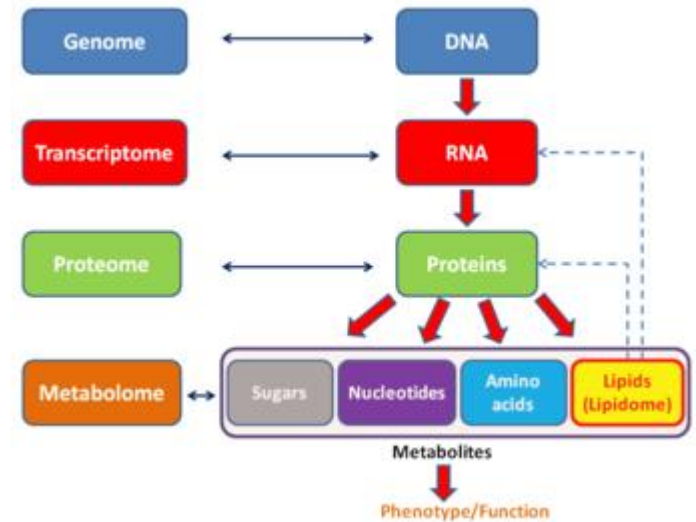 Genome
DNA
Transcriptome
RNA
Proteome
Proteins
Metabolome
Sugars
Nucleotides
Amino
acids
Lipids
(Lipidome)
Metabolites
Phenotype/Function